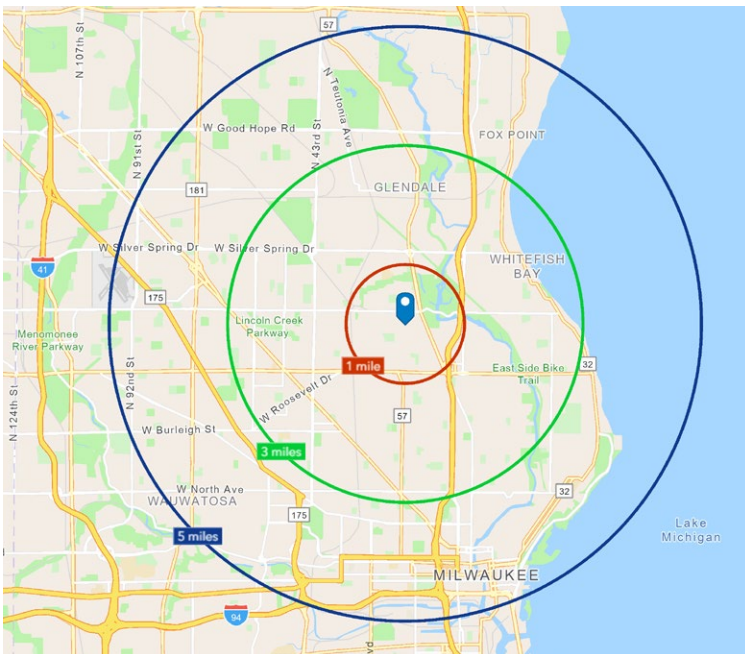 57
N 107th St
N Teutonia Ave
W Good Hope Rd
N 43rd St
FOX POINT
N 91st St
181
GLENDALE
W Silver Spring Dr
W Silver Spring Dr
WHITEFISH
BAY
41
175
Lincoln Creek
Parkway
Menomonee
River Parkway
1 mile
East Side Bike
Trail
32
N 92nd St
N 124th St
W Roosevelt Dr
57
W Burleigh St
3 miles
W North Ave
WAUWATOSA
32
175
5 miles
Lake
Michigan
MILWAUKEE
94